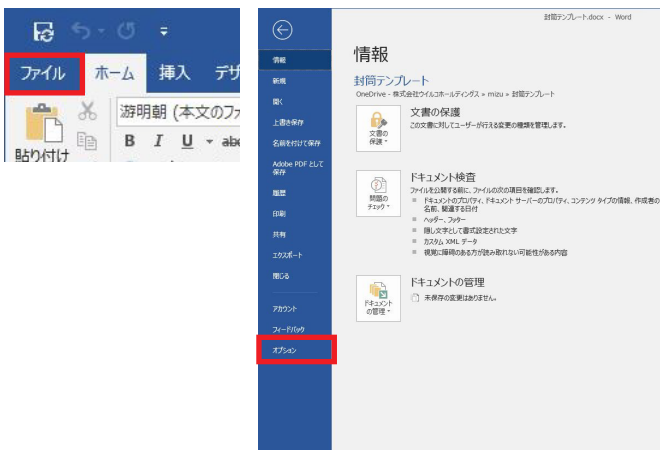 ファイル ホーム 挿入 デザ
游明朝 (本文のフォ
B I U abc
貼り付け
封筒テンプレート.docx - Word
情報
新規
開く
上書き保存
名前を付けて保存
Adobe PDF として
保存
履歴
印刷
共有
エクスポート
閉じる
アカウント
フィードバック
オプション
情報
封筒テンプレート
OneDrive - 株式会社ウイルコホールディングス » mizu » 封筒テンプレート
文書の
保護
文書の保護
この文書に対してユーザーが行える変更の種類を管理します。
問題の
チェック
ドキュメント検査
ファイルを公開する前に、ファイルの次の項目を確認します。
ドキュメントのプロパティ、ドキュメント サーバーのプロパティ、コンテンツ タイプの情報、作成者の
名前、関連する日付
ヘッダー、フッター
隠し文字として書式設定された文字
カスタム XML データ
視覚に障碍のある方が読み取れない可能性がある内容
ドキュメント
の管理
ドキュメントの管理
未保存の変更はありません。